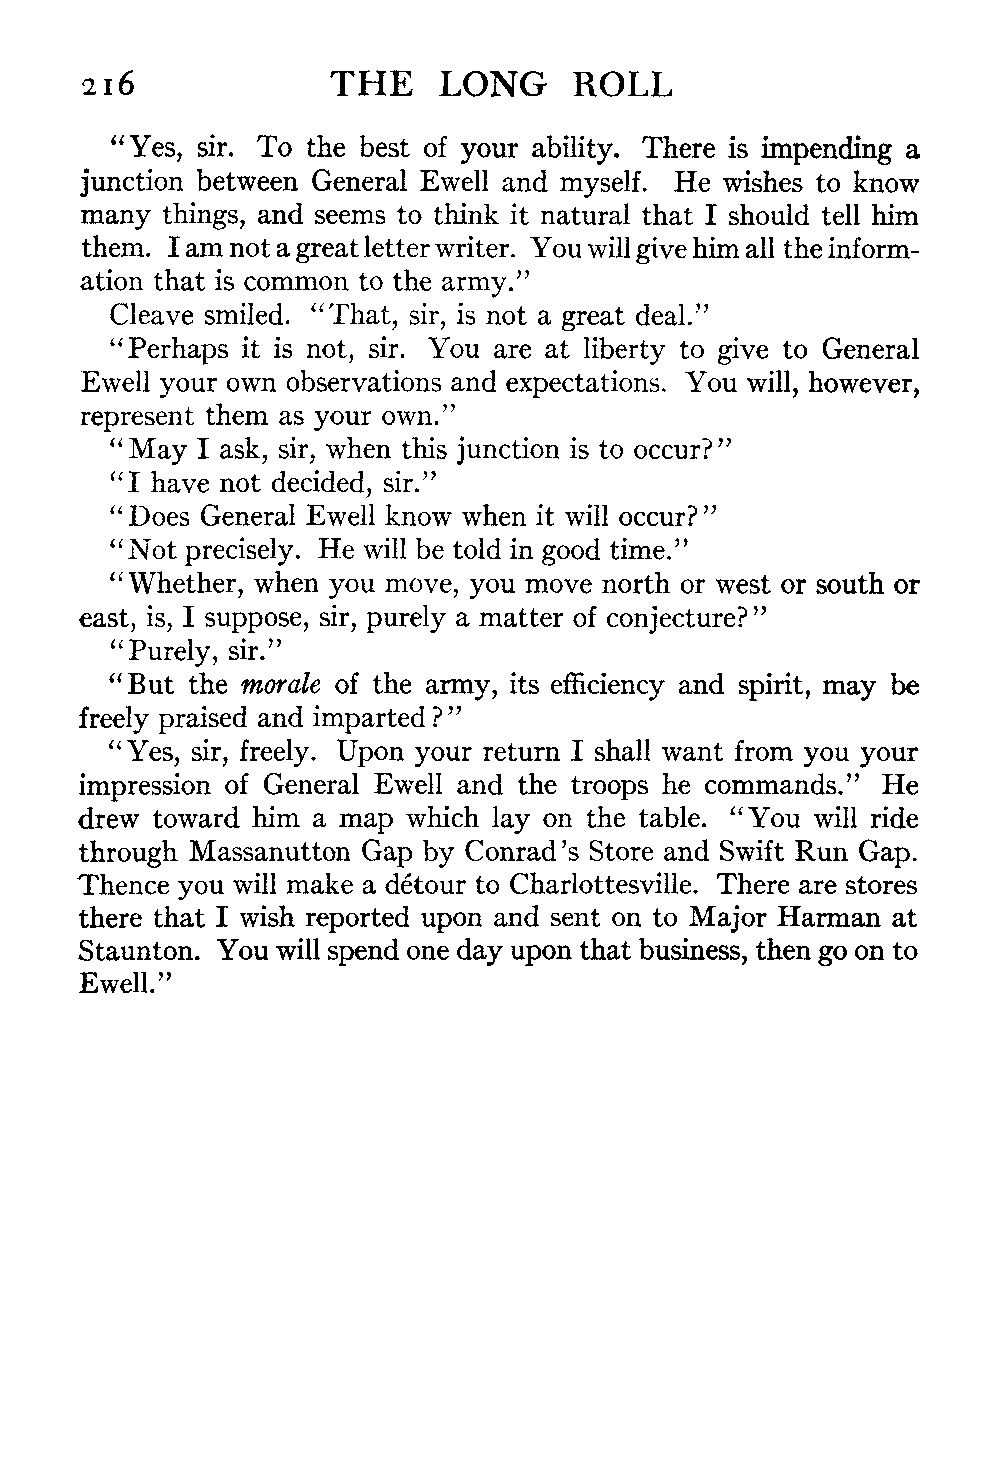 216 THE LONG ROLL
"Yes, sir. To the best of your ability. There is impending a
junction between General Ewell and myself. He wishes to know
many things, and seems to think it natural that I should tell him
them. I am not a great letter writer. You will give him all the inform-
ation that is common to the army."
Cleave smiled. "That, sir, is not a great deal."
"Perhaps it is not, sir. You are at liberty to give to General
Ewell your own observations and expectations. You will, however,
represent them as your own."
"May I ask, sir, when this junction is to occur?"
"I have not decided, sir."
"Does General Ewell know when it will occur?"
"Not precisely. He will be told in good time."
"Whether, when you move, you move north or west or south or
east, is, I suppose, sir, purely a matter of conjecture?"
"Purely, sir."
"But the morale of the army, its efficiency and spirit, may be
freely praised and imparted?"
"Yes, sir, freely. Upon your return I shall want from you your
impression of General Ewell and the troops he commands." He
drew toward him a map which lay on the table. "You will ride
through Massanutton Gap by Conrad's Store and Swift Run Gap.
Thence you will make a détour to Charlottesville. There are stores
there that I wish reported upon and sent on to Major Harman at
Staunton. You will spend one day upon that business, then go on to
Ewell."